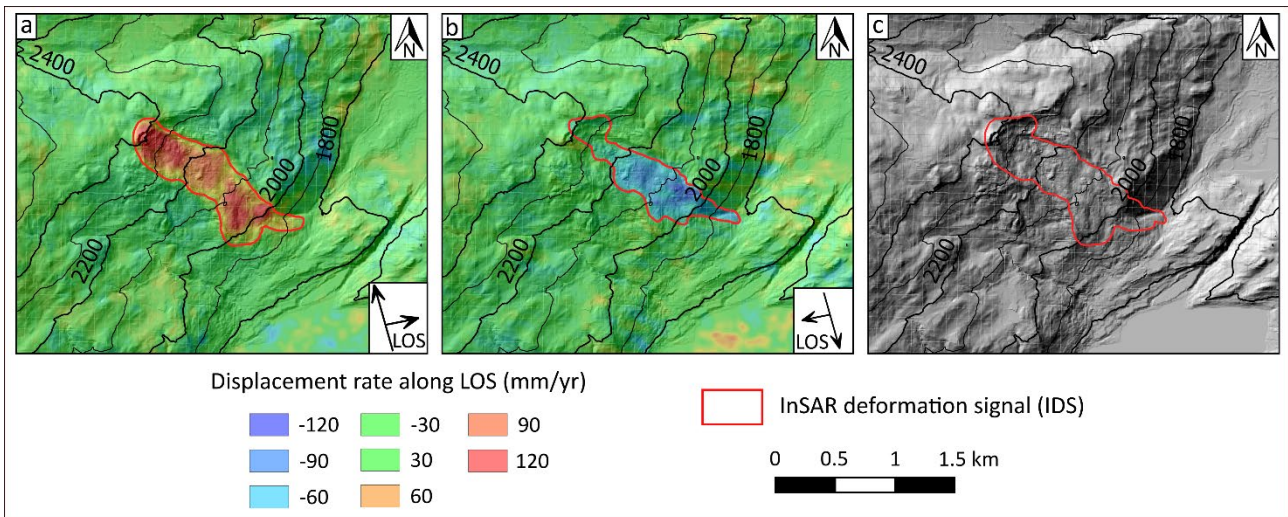 a
N
2400
1800
2000
2200
LOS
b
N
2400
1800
2000
2200
LOS
c
N
2400
1800
2000
2200
Displacement rate along LOS (mm/yr)
-120 -30 90
-90 30 120
-60 60
InSAR deformation signal (IDS)
0 0.5 1 1.5 km